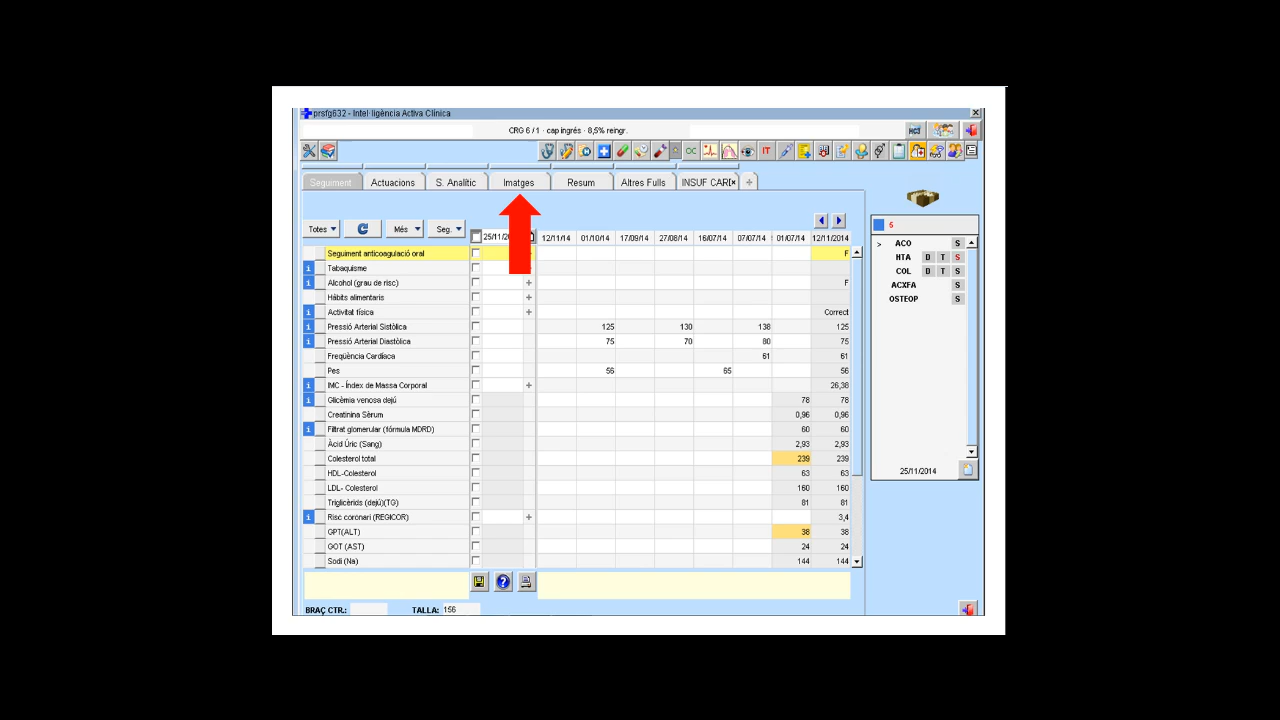 prsfg632 - Intel·ligència Activa Clínica
CRG 6 / 1 - cap ingrés - 8,5% reingr.
HC3
OC IT
Seguiment Actuacions S. Analític Imatges Resum Altres Fulls INSUF CARD
Totes Més Seg.
25/11/20 12/11/14 01/10/14 17/09/14 27/08/14 16/07/14 07/07/14 01/07/14 12/11/2014
Seguiment anticoagulació oral F
i Tabaquisme
i Alcohol (grau de risc) + F
Hàbits alimentaris +
i Activitat física + Correct
i Pressió Arterial Sistòlica 125 130 138 125
i Pressió Arterial Diastòlica 75 70 80 75
Freqüència Cardíaca 61 61
Pes 56 65 56
i IMC - Índex de Massa Corporal + 26,38
i Glicèmia venosa dejú 78 78
Creatinina Sèrum 0,96 0,96
i Filtrat glomerular (fórmula MDRD) 60 60
Àcid Úric (Sang) 2,93 2,93
Colesterol total 239 239
HDL-Colesterol 63 63
LDL- Colesterol 160 160
Triglicèrids (dejú)(TG) 81 81
i Risc coronari (REGICOR) + 3,4
GPT(ALT) 38 38
GOT (AST) 24 24
Sodi (Na) 144 144
BRAÇ CTR.: TALLA: 156
6
> ACO S
HTA D T S
COL D T S
ACXFA S
OSTEOP S
25/11/2014